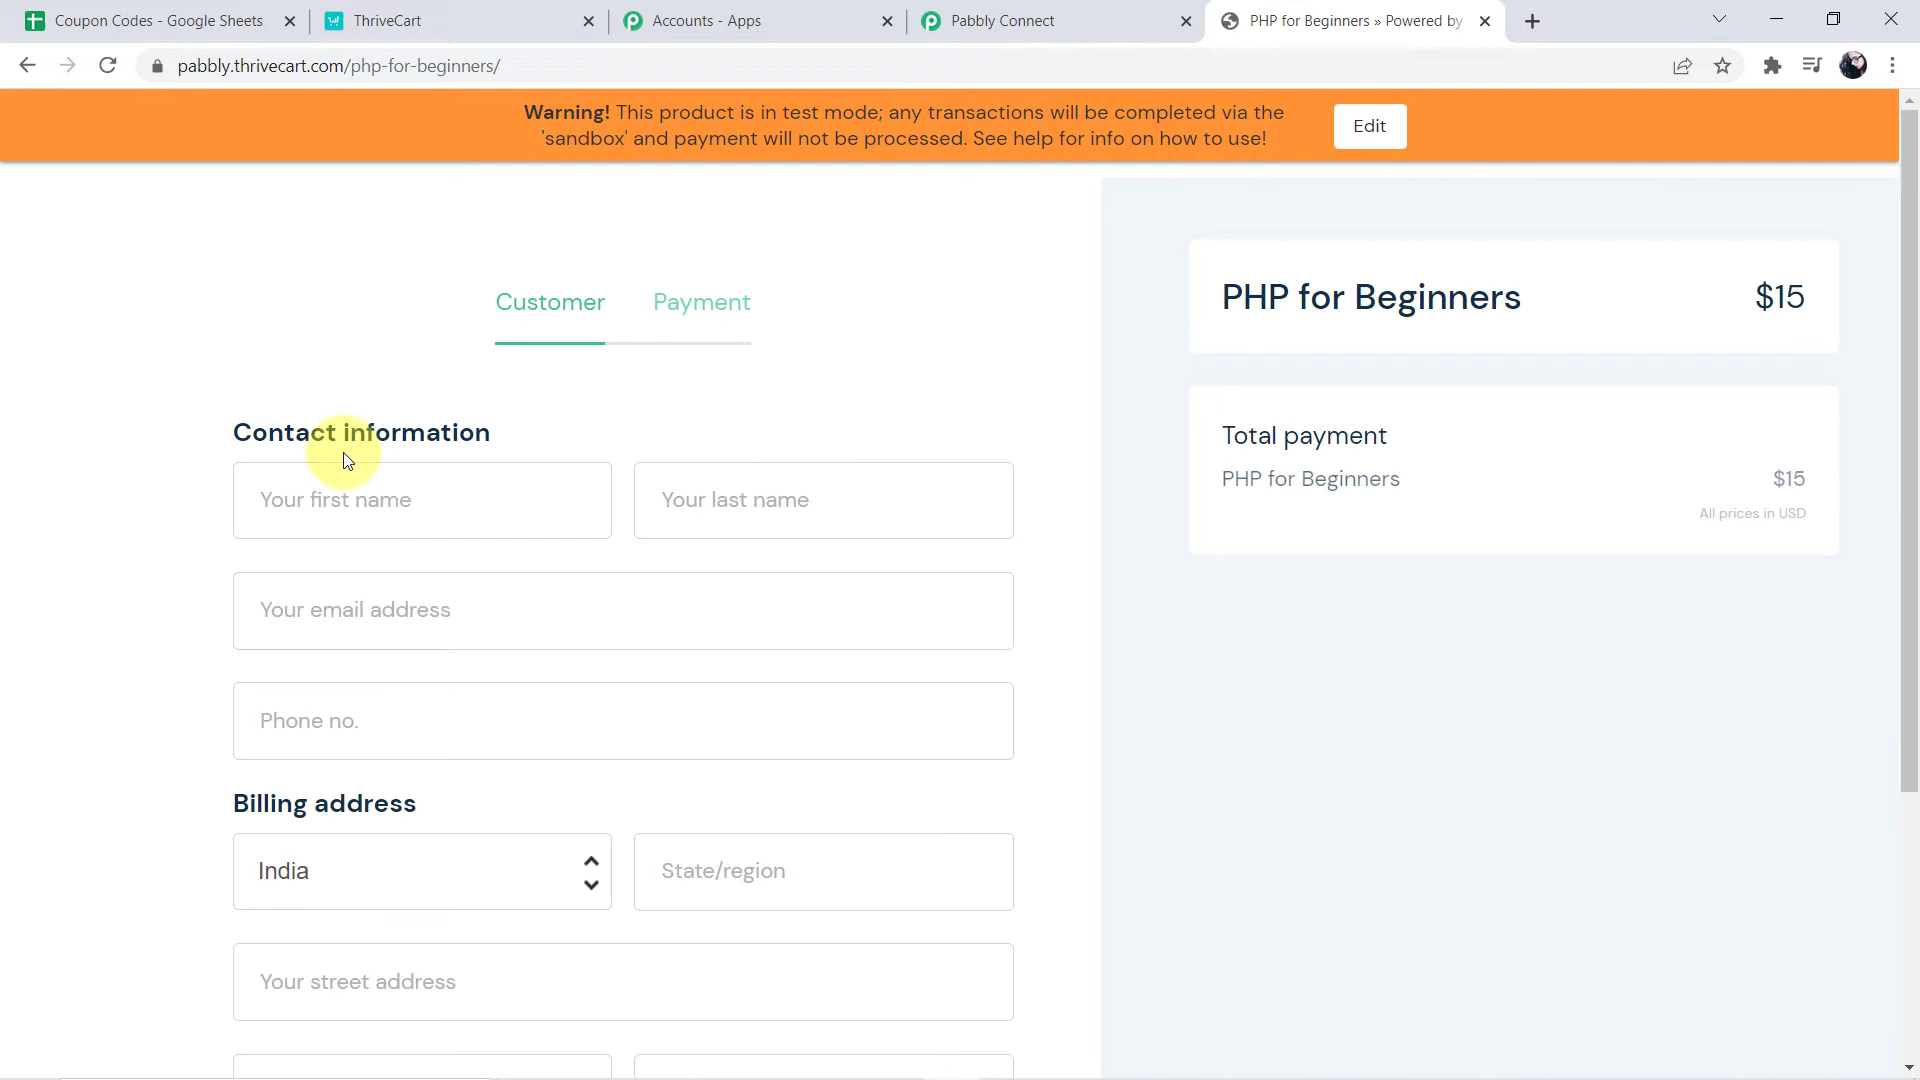 Coupon Codes - Google Sheets
ThriveCart
Accounts - Apps
Pabbly Connect
PHP for Beginners » Powered by
pabbly.thrivecart.com/php-for-beginners/
Warning! This product is in test mode; any transactions will be completed via the
'sandbox' and payment will not be processed. See help for info on how to use!
Edit
Customer
Payment
Contact information
Your first name
Your last name
Your email address
Phone no.
Billing address
India
State/region
Your street address
PHP for Beginners
$15
Total payment
PHP for Beginners
$15
All prices in USD